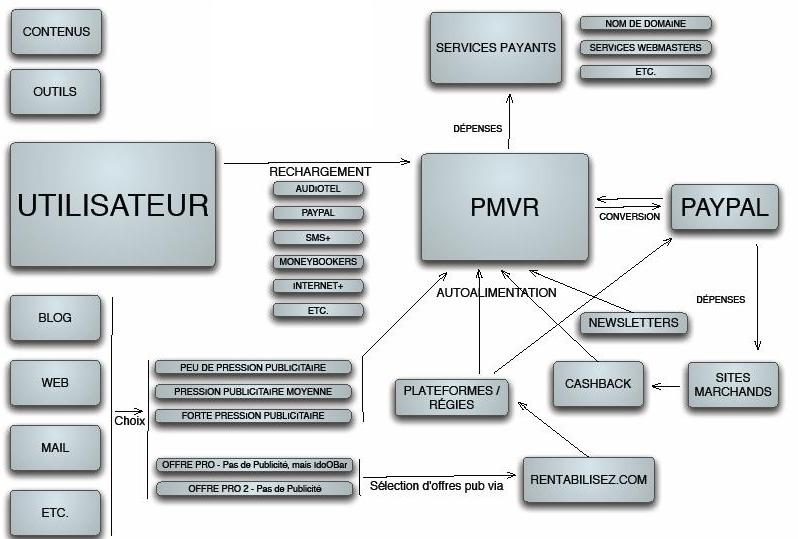 CONTENUS
OUTILS
SERVICES PAYANTS
NOM DE DOMAiNE
SERViCES WEBMASTERS
ETC.
DÉPENSES
UTILISATEUR
RECHARGEMENT
AUDiOTEL
PAYPAL
SMS+
MONEYBOOKERS
iNTERNET+
ETC.
PMVR
CONVERSiON
PAYPAL
AUTOALIMENTATION
DÉPENSES
NEWSLETTERS
BLOG
WEB
MAIL
ETC.
Choix
PEU DE PRESSiON PUBLiCiTAiRE
PRESSiON PUBLiCiTAiRE MOYENNE
FORTE PRESSiON PUBLiCiTAiRE
OFFRE PRO - Pas de Publicité, mais IdoOBar
OFFRE PRO 2 - Pas de Publicité
Sélection d'offres pub via
PLATEFORMES /
RÉGIES
CASHBACK
SITES
MARCHANDS
RENTABILISEZ.COM